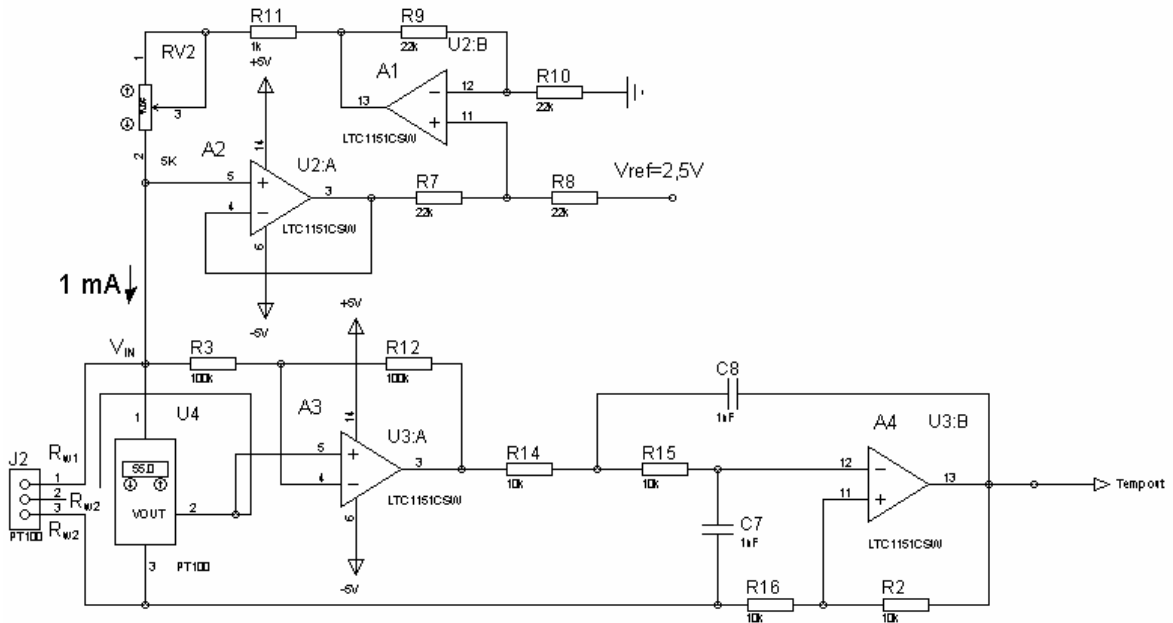 R11
1k
R9
22k
U2:B
1
RV2
+5V
A1
R10
22k
12
13
11
3
LTC1151CSW
2
5K
A2
14
U2:A
5
3
4
6
LTC1151CSW
R7
22k
R8
22k
Vref=2,5V
1 mA
-5V
+5V
VIN
R3
100k
R12
100k
C8
1nF
1
U4
A3
14
U3:A
A4
U3:B
J2
RW1
1
2
RW2
3
RW2
PT100
55.0
VOUT
2
3
PT100
5
4
3
6
LTC1151CSW
-5V
R14
10k
R15
10k
12
11
13
LTC1151CSW
Temp out
C7
1nF
R16
10k
R2
10k